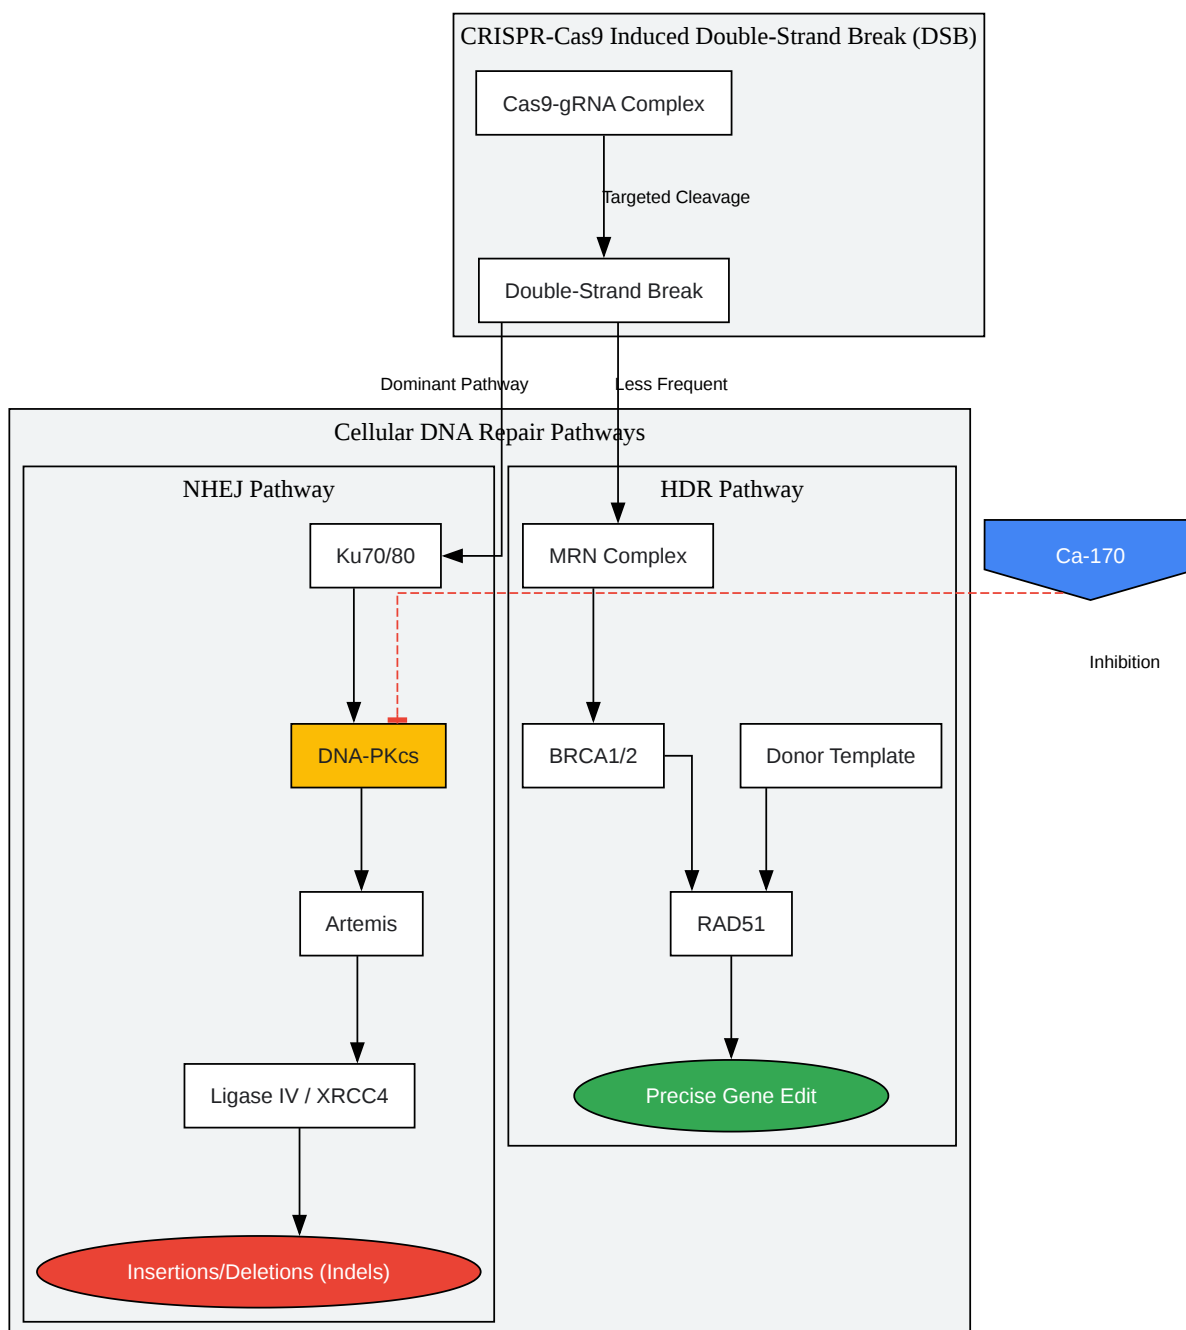 CRISPR-Cas9 Induced Double-Strand Break (DSB)
Cas9-gRNA Complex
Targeted Cleavage
Double-Strand Break
Dominant Pathway
Less Frequent
Cellular DNA Repair Pathways
NHEJ Pathway
HDR Pathway
Ku70/80
MRN Complex
Ca-170
Inhibition
DNA-PKcs
BRCA1/2
Donor Template
Artemis
RAD51
Ligase IV / XRCC4
Precise Gene Edit
Insertions/Deletions (Indels)